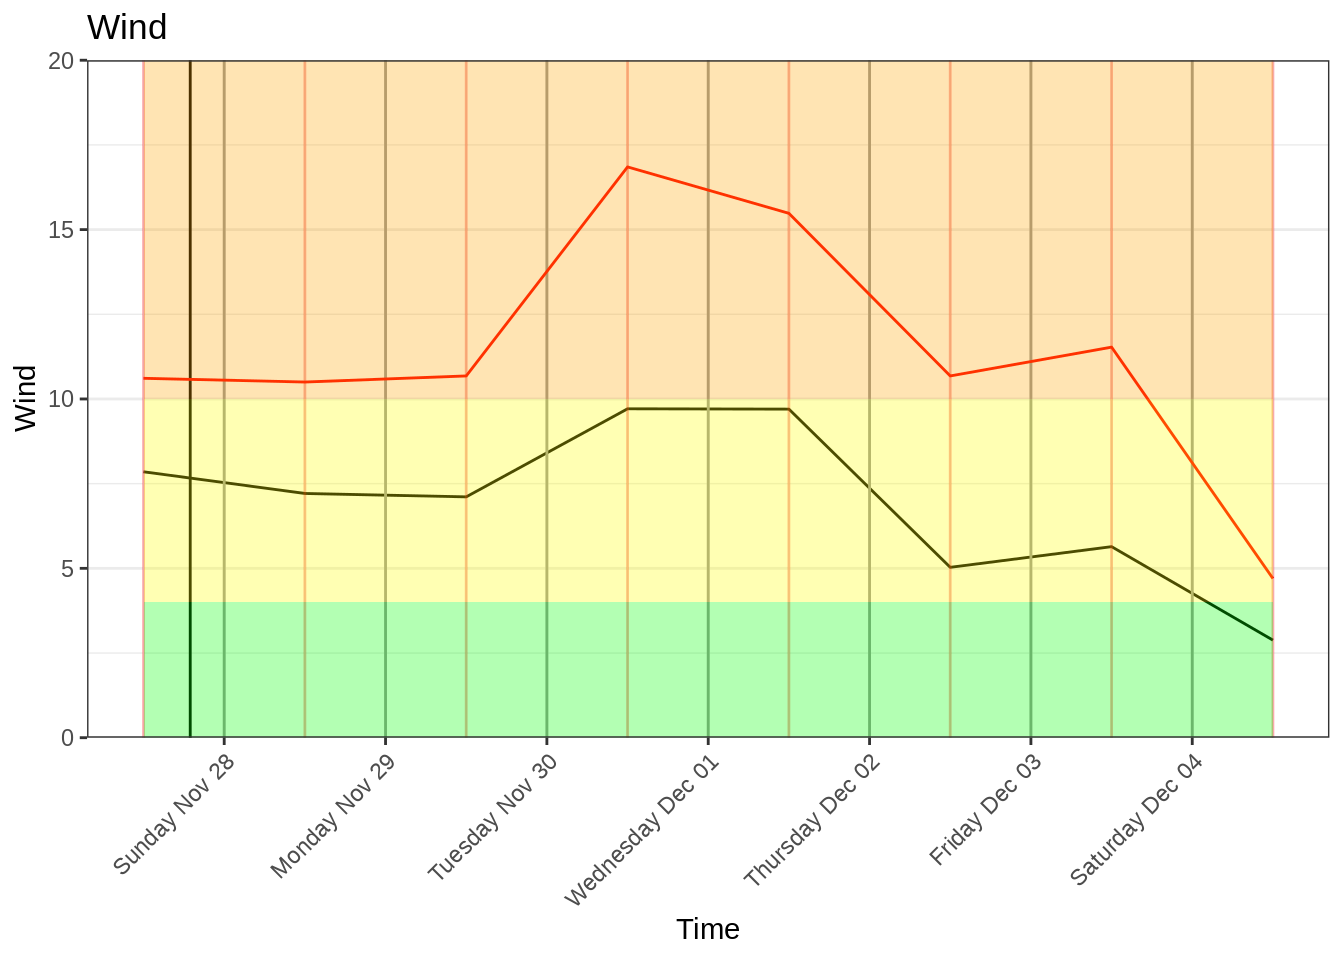 Wind
20
15
10
5
0
Wind
Sunday Nov 28
Monday Nov 29
Tuesday Nov 30
Wednesday Dec 01
Thursday Dec 02
Friday Dec 03
Saturday Dec 04
Time